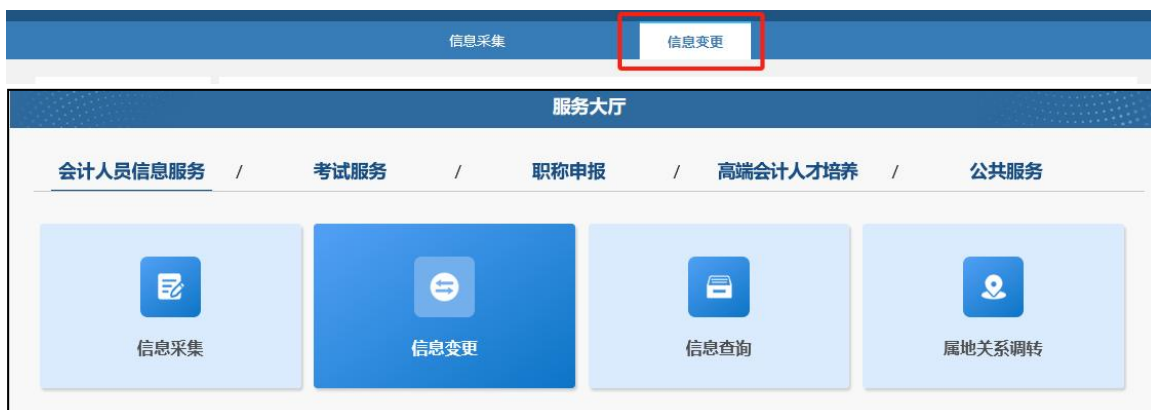 信息采集 信息变更
服务大厅
会计人员信息服务 / 考试服务 / 职称申报 / 高端会计人才培养 / 公共服务
信息采集 信息变更 信息查询 属地关系调转